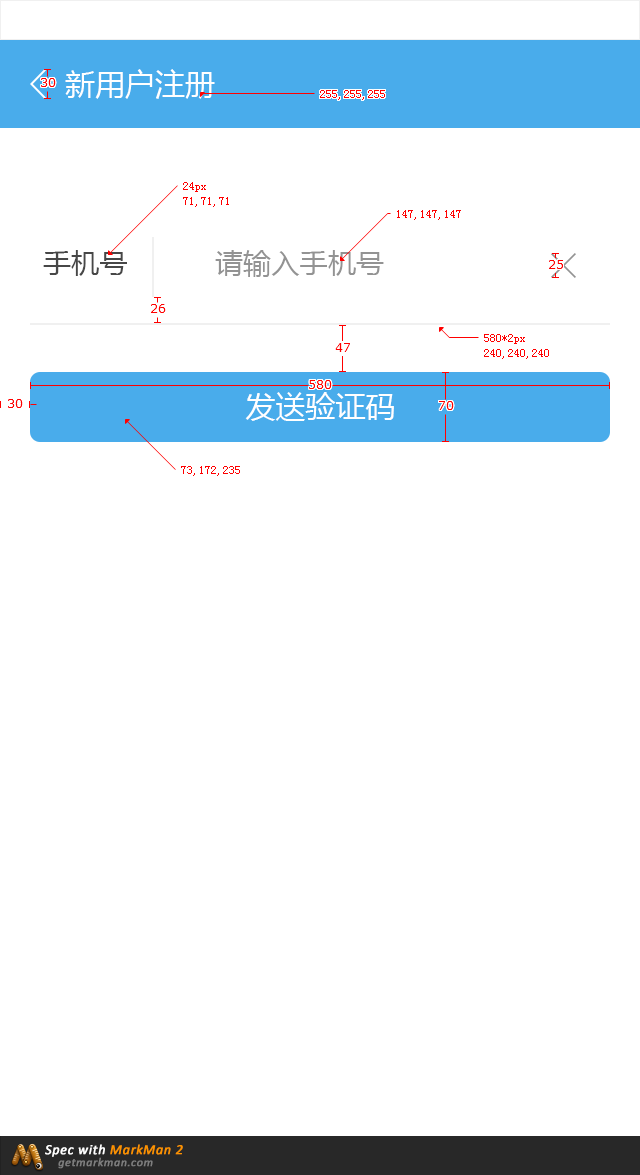 30
新用户注册
255, 255, 255
24px
71, 71, 71
147, 147, 147
手机号
请输入手机号
25
26
580*2px
240, 240, 240
47
580
30
发送验证码
70
73, 172, 235
Spec with MarkMan 2
getmarkman.com